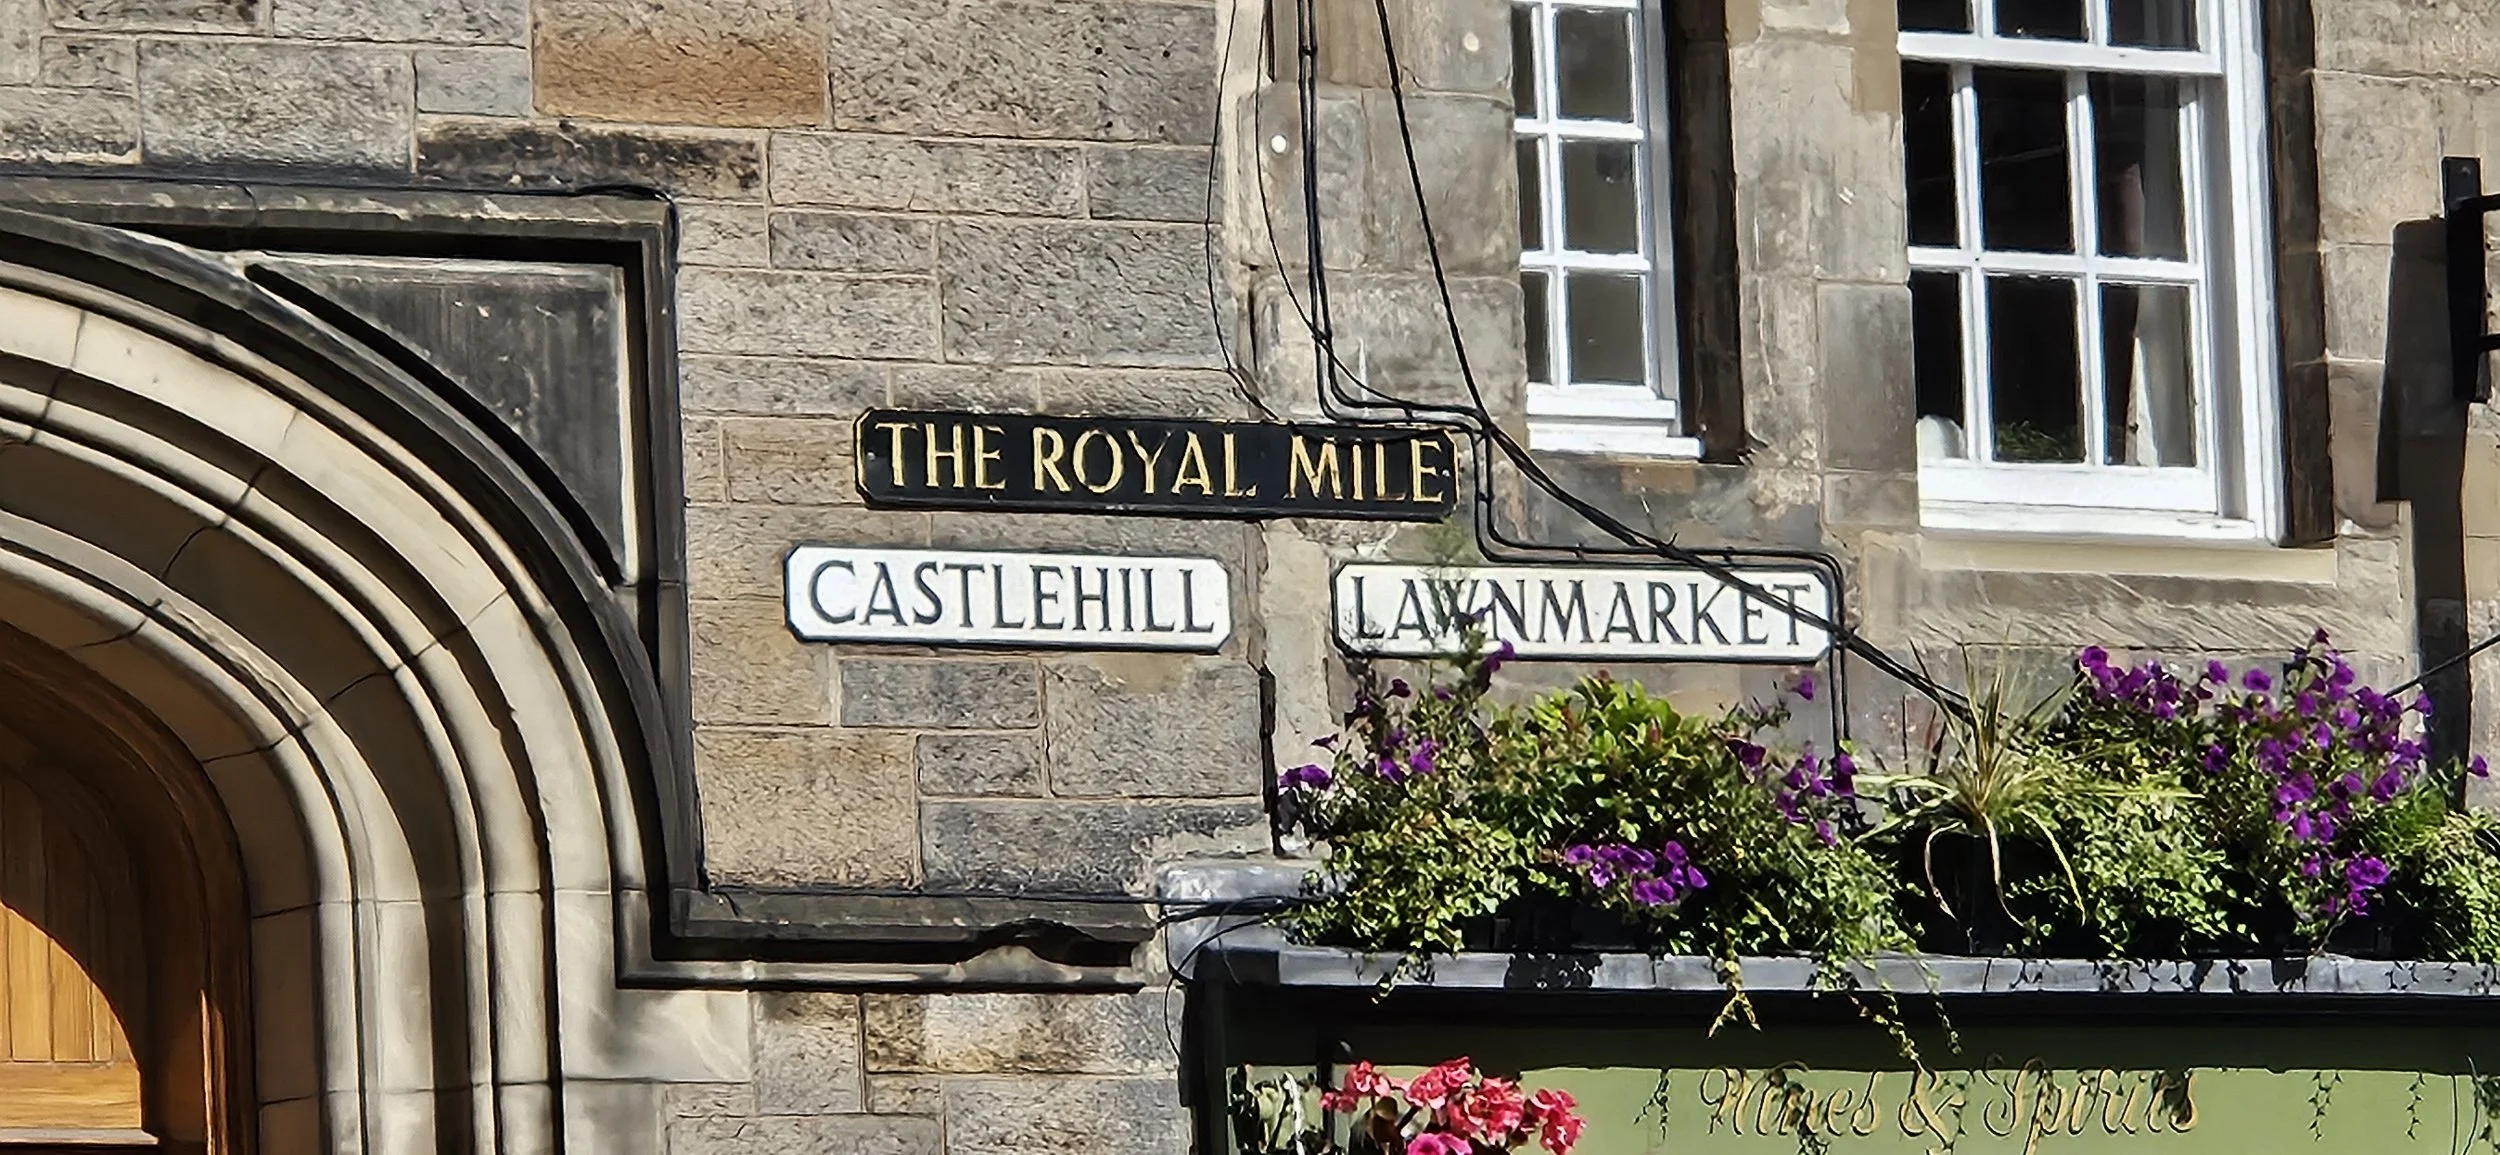 THE ROYAL MILE
CASTLEHILL
LAWNMARKET
Wines & Spirits